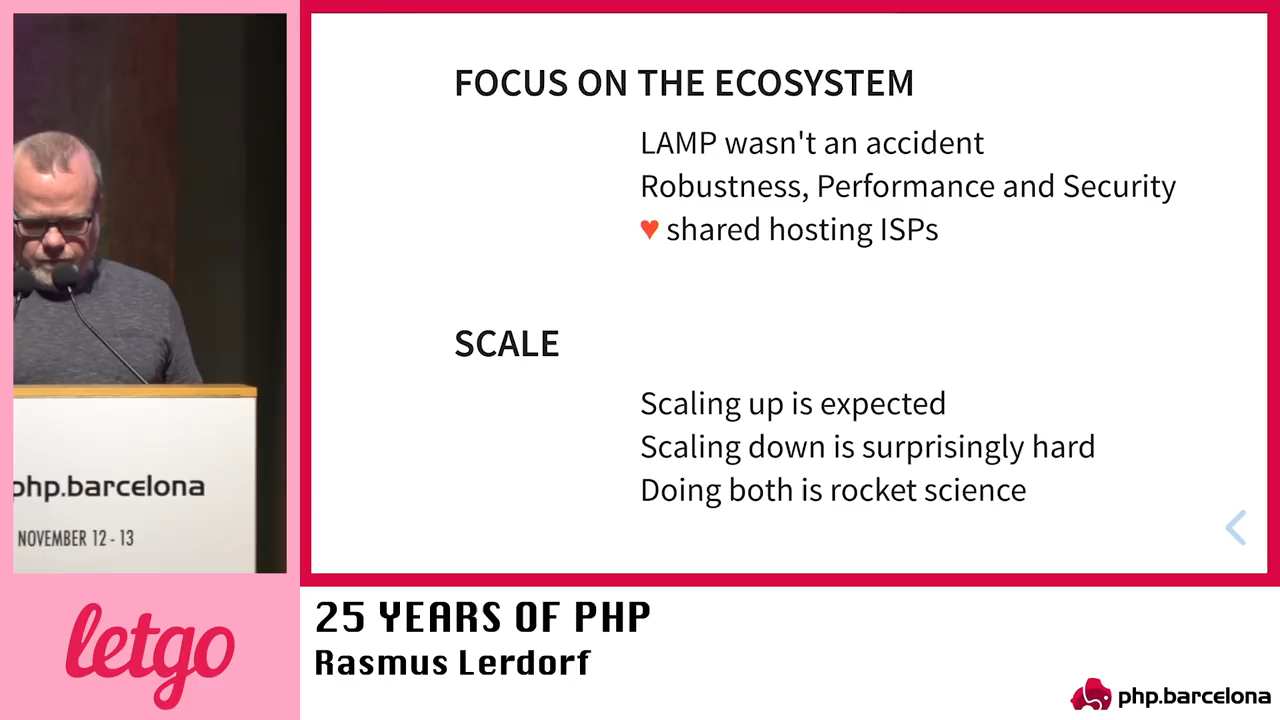 FOCUS ON THE ECOSYSTEM
LAMP wasn't an accident
Robustness, Performance and Security
♥ shared hosting ISPs
SCALE
Scaling up is expected
Scaling down is surprisingly hard
Doing both is rocket science
php.barcelona
NOVEMBER 12 - 13
letgo
25 YEARS OF PHP
Rasmus Lerdorf
php.barcelona